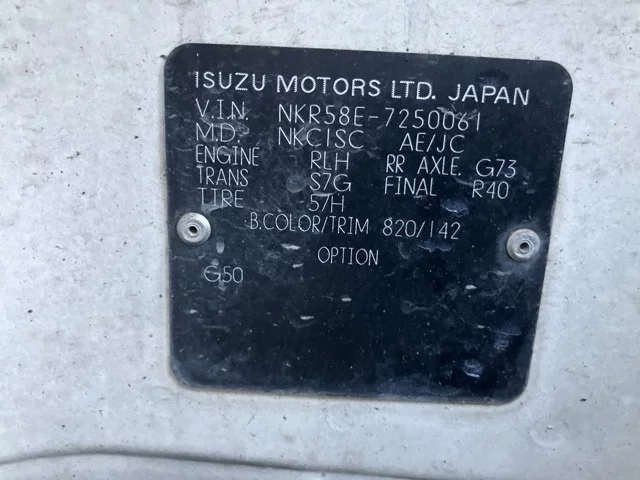 ISUZU MOTORS LTD. JAPAN
V.I.N. NKR58E-7250061
M.D. NKC1SC AE/JC
ENGINE RLH RR AXLE. G73
TRANS S7G FINAL R40
TIRE 57H
B.COLOR/TRIM 820/142
OPTION
G50